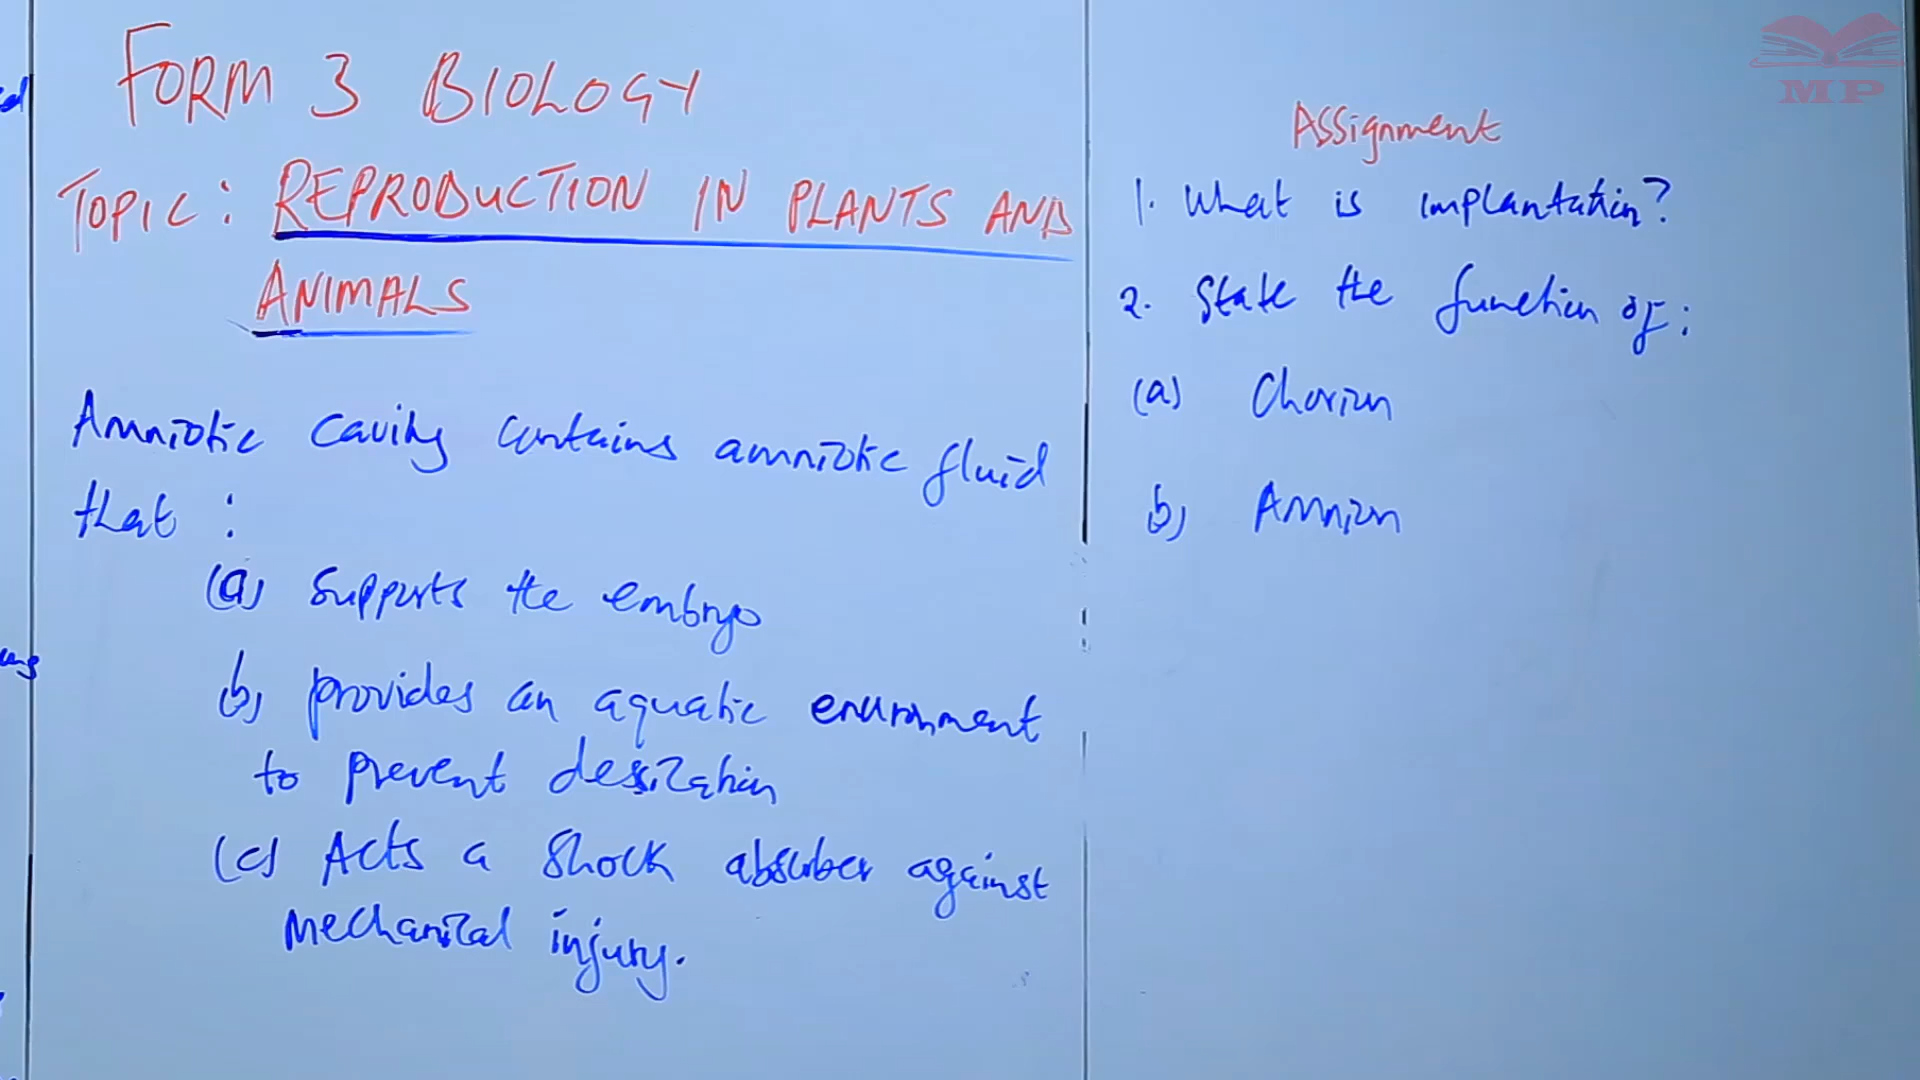 FORM 3 BIOLOGY
TOPIC: REPRODUCTION IN PLANTS AND
ANIMALS
Amniotic cavity contains amniotic fluid
that :
(a) supports the embryo
b) provides an aquatic environment
to prevent dessication
(c) Acts a shock absorber against
mechanical injury.
Assignment
1. What is implantation?
2. State the function of:
(a) Chorion
b) Amnion
MP